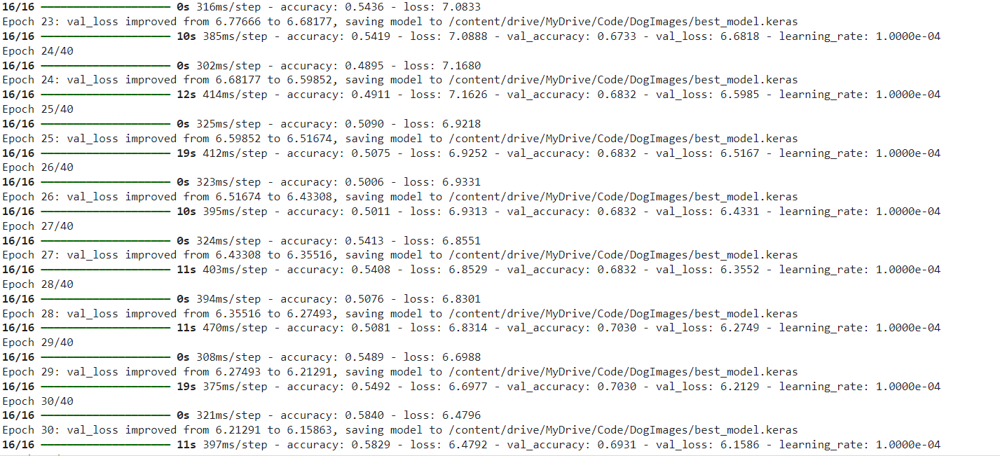 16/16 ━━━━━━━━━━━━━━━━━━━━ 0s 316ms/step - accuracy: 0.5436 - loss: 7.0833
Epoch 23: val_loss improved from 6.77666 to 6.68177, saving model to /content/drive/MyDrive/Code/DogImages/best_model.keras
16/16 ━━━━━━━━━━━━━━━━━━━━ 10s 385ms/step - accuracy: 0.5419 - loss: 7.0888 - val_accuracy: 0.6733 - val_loss: 6.6818 - learning_rate: 1.0000e-04
Epoch 24/40
16/16 ━━━━━━━━━━━━━━━━━━━━ 0s 302ms/step - accuracy: 0.4895 - loss: 7.1680
Epoch 24: val_loss improved from 6.68177 to 6.59852, saving model to /content/drive/MyDrive/Code/DogImages/best_model.keras
16/16 ━━━━━━━━━━━━━━━━━━━━ 12s 414ms/step - accuracy: 0.4911 - loss: 7.1626 - val_accuracy: 0.6832 - val_loss: 6.5985 - learning_rate: 1.0000e-04
Epoch 25/40
16/16 ━━━━━━━━━━━━━━━━━━━━ 0s 325ms/step - accuracy: 0.5090 - loss: 6.9218
Epoch 25: val_loss improved from 6.59852 to 6.51674, saving model to /content/drive/MyDrive/Code/DogImages/best_model.keras
16/16 ━━━━━━━━━━━━━━━━━━━━ 19s 412ms/step - accuracy: 0.5075 - loss: 6.9252 - val_accuracy: 0.6832 - val_loss: 6.5167 - learning_rate: 1.0000e-04
Epoch 26/40
16/16 ━━━━━━━━━━━━━━━━━━━━ 0s 323ms/step - accuracy: 0.5006 - loss: 6.9331
Epoch 26: val_loss improved from 6.51674 to 6.43308, saving model to /content/drive/MyDrive/Code/DogImages/best_model.keras
16/16 ━━━━━━━━━━━━━━━━━━━━ 10s 395ms/step - accuracy: 0.5011 - loss: 6.9313 - val_accuracy: 0.6832 - val_loss: 6.4331 - learning_rate: 1.0000e-04
Epoch 27/40
16/16 ━━━━━━━━━━━━━━━━━━━━ 0s 324ms/step - accuracy: 0.5413 - loss: 6.8551
Epoch 27: val_loss improved from 6.43308 to 6.35516, saving model to /content/drive/MyDrive/Code/DogImages/best_model.keras
16/16 ━━━━━━━━━━━━━━━━━━━━ 11s 403ms/step - accuracy: 0.5408 - loss: 6.8529 - val_accuracy: 0.6832 - val_loss: 6.3552 - learning_rate: 1.0000e-04
Epoch 28/40
16/16 ━━━━━━━━━━━━━━━━━━━━ 0s 394ms/step - accuracy: 0.5076 - loss: 6.8301
Epoch 28: val_loss improved from 6.35516 to 6.27493, saving model to /content/drive/MyDrive/Code/DogImages/best_model.keras
16/16 ━━━━━━━━━━━━━━━━━━━━ 11s 470ms/step - accuracy: 0.5081 - loss: 6.8314 - val_accuracy: 0.7030 - val_loss: 6.2749 - learning_rate: 1.0000e-04
Epoch 29/40
16/16 ━━━━━━━━━━━━━━━━━━━━ 0s 308ms/step - accuracy: 0.5489 - loss: 6.6988
Epoch 29: val_loss improved from 6.27493 to 6.21291, saving model to /content/drive/MyDrive/Code/DogImages/best_model.keras
16/16 ━━━━━━━━━━━━━━━━━━━━ 19s 375ms/step - accuracy: 0.5492 - loss: 6.6977 - val_accuracy: 0.7030 - val_loss: 6.2129 - learning_rate: 1.0000e-04
Epoch 30/40
16/16 ━━━━━━━━━━━━━━━━━━━━ 0s 321ms/step - accuracy: 0.5840 - loss: 6.4796
Epoch 30: val_loss improved from 6.21291 to 6.15863, saving model to /content/drive/MyDrive/Code/DogImages/best_model.keras
16/16 ━━━━━━━━━━━━━━━━━━━━ 11s 397ms/step - accuracy: 0.5829 - loss: 6.4792 - val_accuracy: 0.6931 - val_loss: 6.1586 - learning_rate: 1.0000e-04